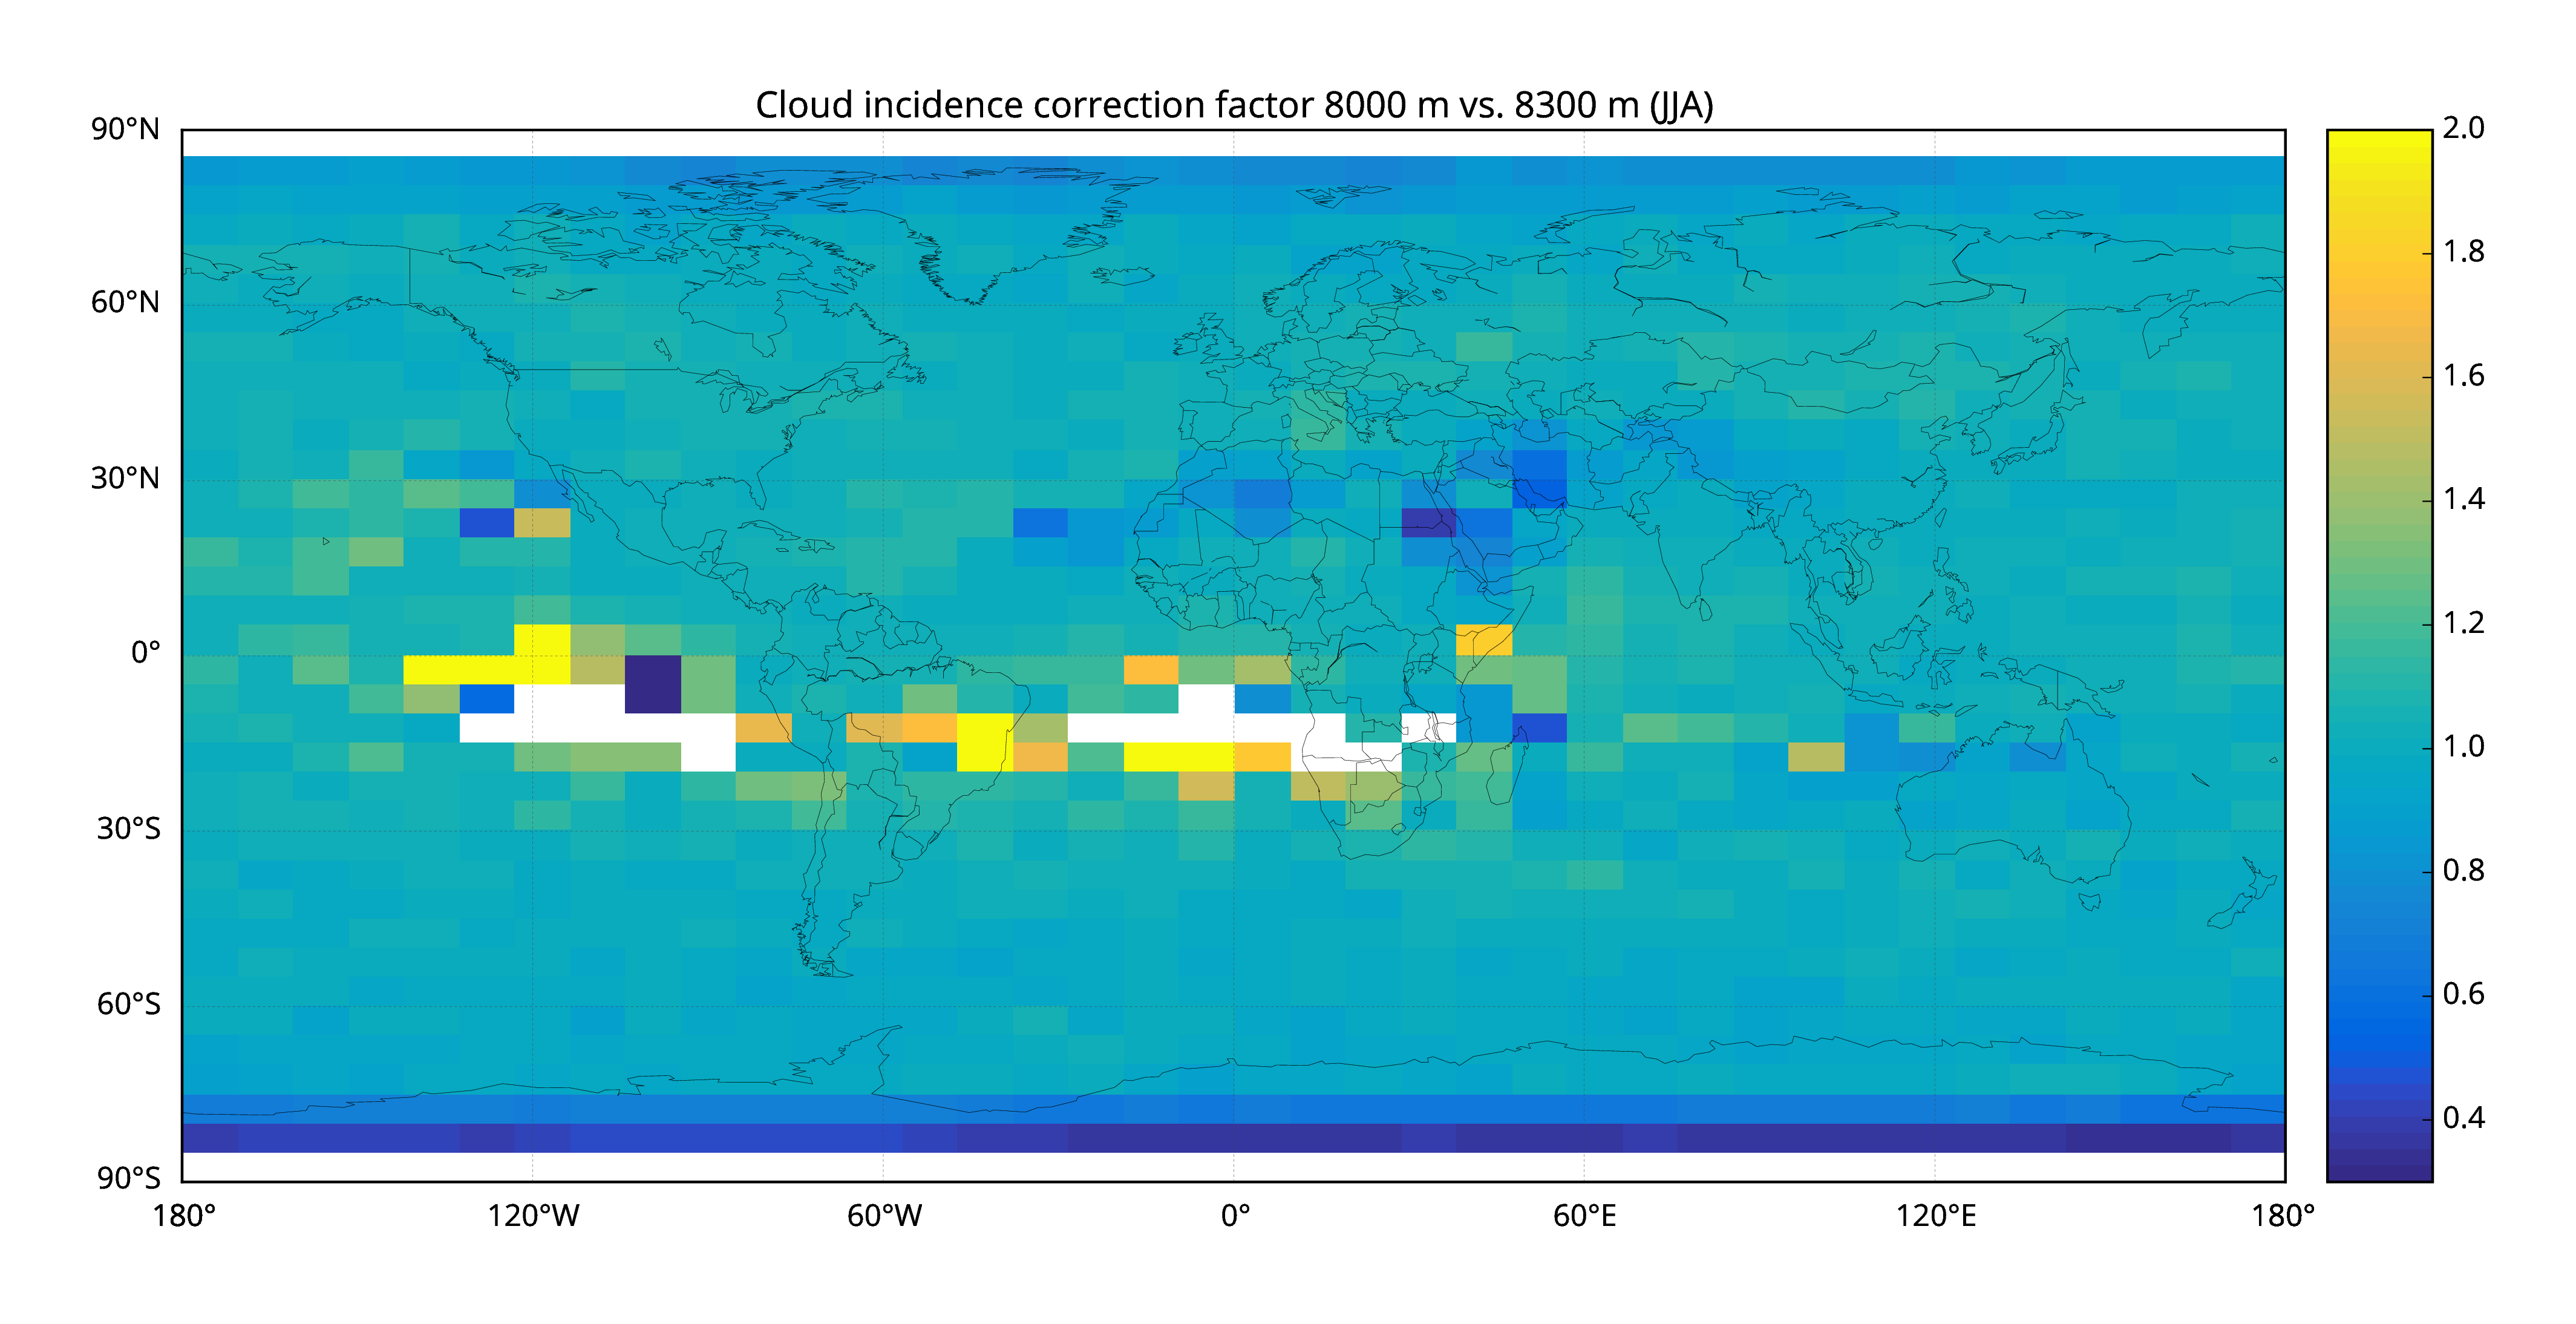 Cloud incidence correction factor 8000 m vs. 8300 m (JJA)
90°N
60°N
30°N
0°
30°S
60°S
90°S
180°
120°W
60°W
0°
60°E
120°E
180°
2.0
1.8
1.6
1.4
1.2
1.0
0.8
0.6
0.4